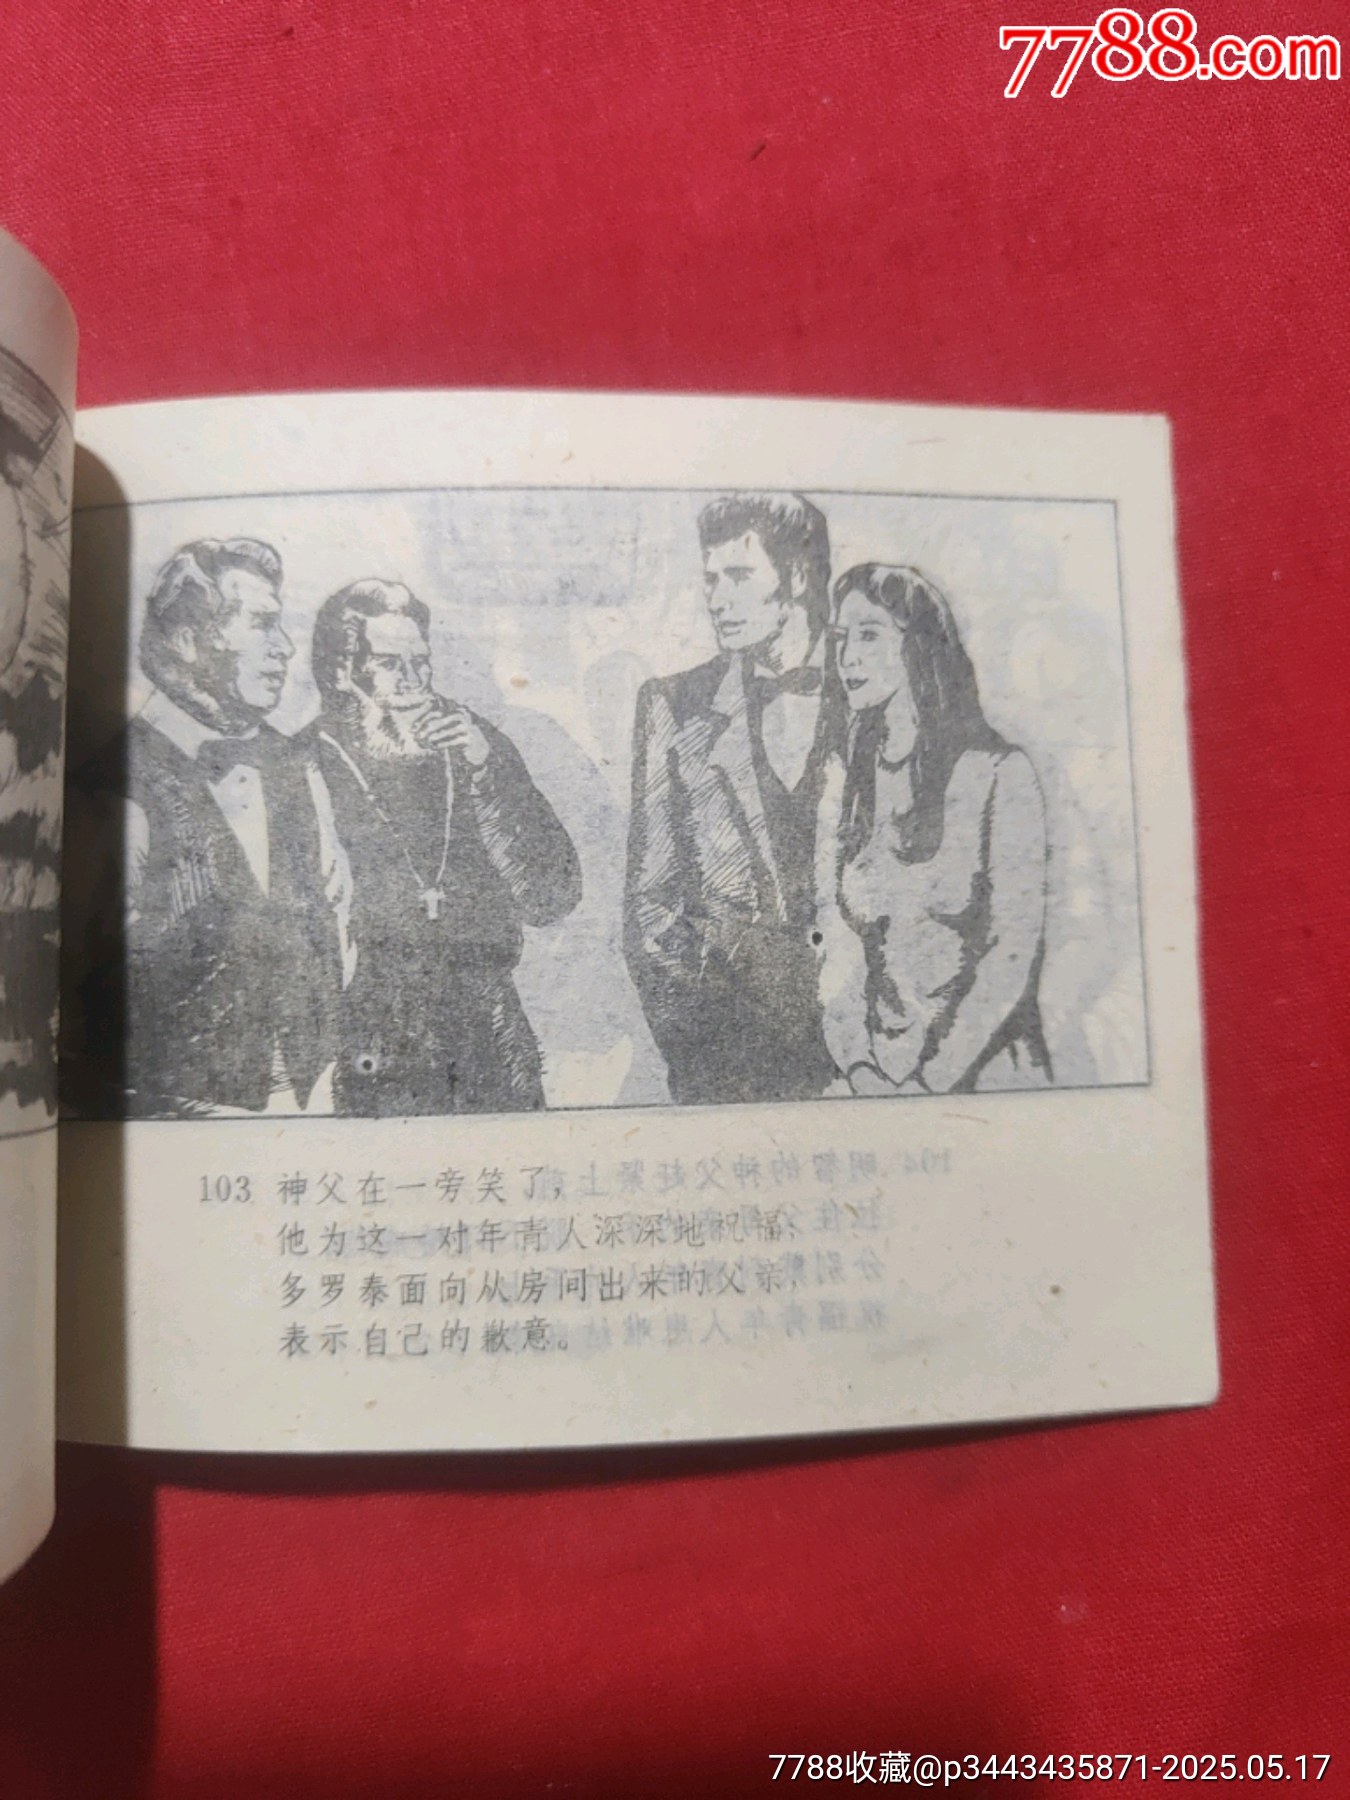 7788.com
103 神父在一旁笑了，
他为这一对年青人深深地祝福，
多罗泰面向从房间出来的父亲，
表示自己的歉意。
7788收藏@p3443435871-2025.05.17